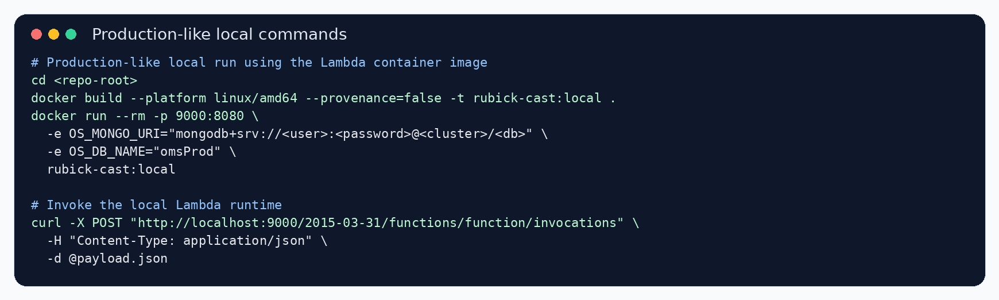 Production-like local commands
# Production-like local run using the Lambda container image
cd <repo-root>
docker build --platform linux/amd64 --provenance=false -t rubick-cast:local .
docker run --rm -p 9000:8080 \
  -e OS_MONGO_URI="mongodb+srv://<user>:<password>@<cluster>/<db>" \
  -e OS_DB_NAME="omsProd" \
  rubick-cast:local
# Invoke the local Lambda runtime
curl -X POST "http://localhost:9000/2015-03-31/functions/function/invocations" \
  -H "Content-Type: application/json" \
  -d @payload.json